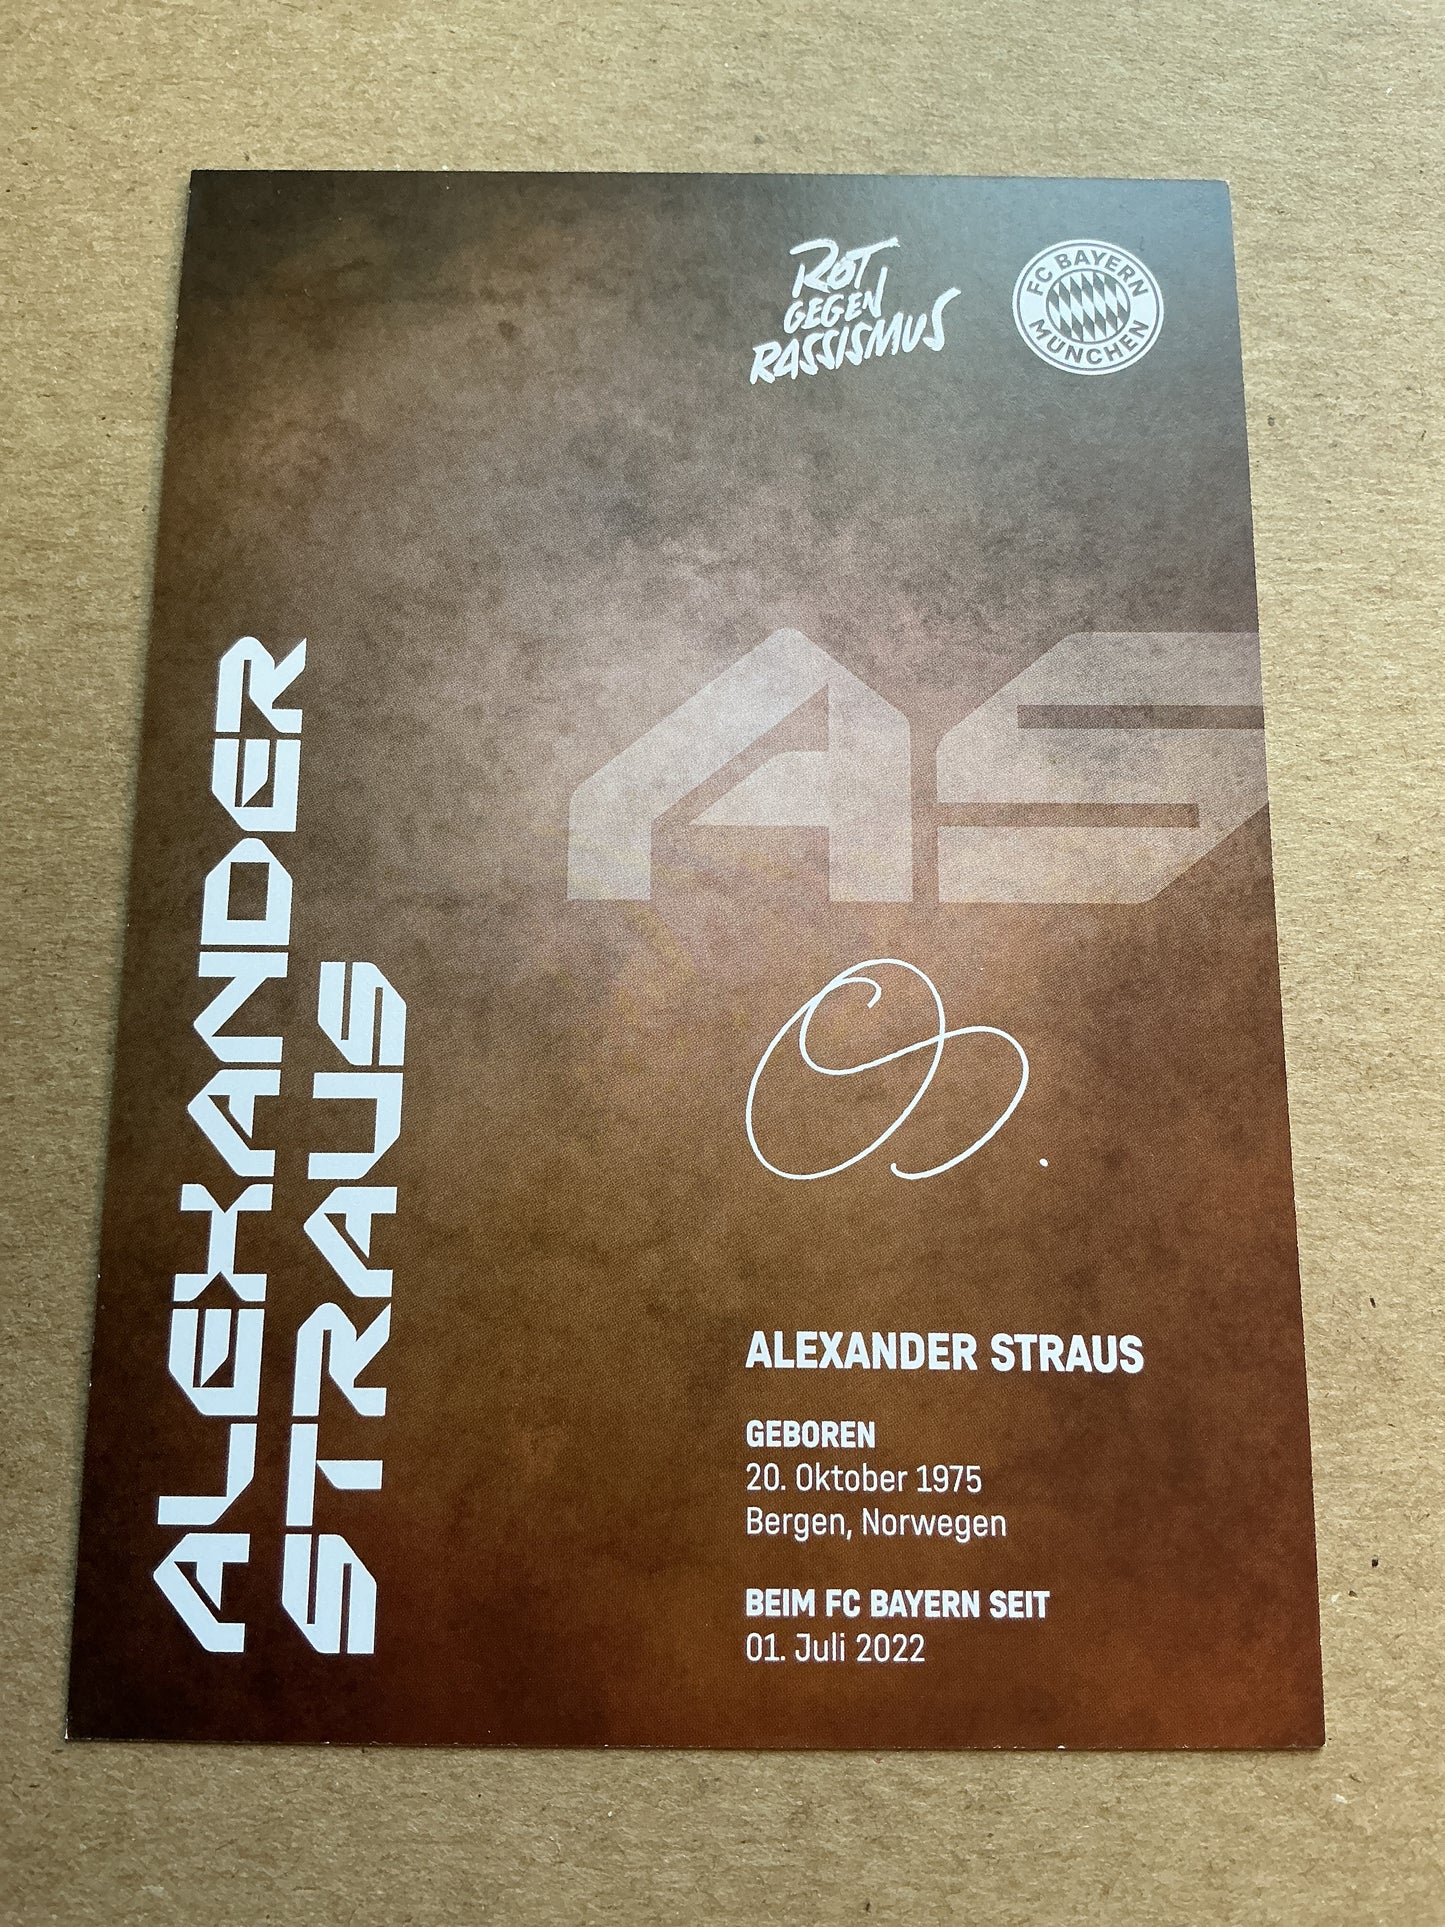 ROT
GEGEN
RASSISMUS
FC BAYERN
MÜNCHEN
ALEXANDER
STRAUS
AS
ALEXANDER STRAUS
GEBOREN
20. Oktober 1975
Bergen, Norwegen
BEIM FC BAYERN SEIT
01. Juli 2022